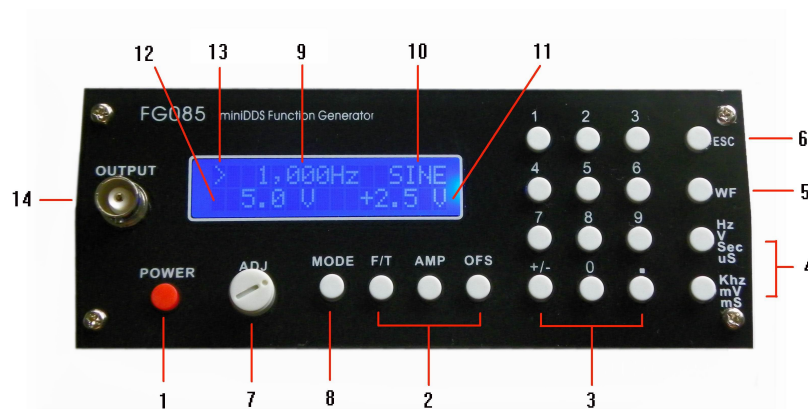 12 13 9 10 11
FG085 miniDDS Function Generator
1 2 3
ESC 6
OUTPUT
> 1,000Hz SINE
5.0 V +2.5 V
4 5 6
WF 5
14
7 8 9
Hz
V
Sec
uS
4
POWER ADJ MODE F/T AMP OFS
+/- 0 .
Khz
mV
mS
1 7 8 2 3